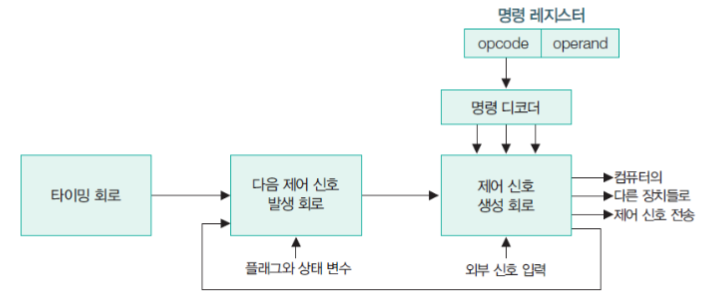 명령 레지스터
opcode operand
명령 디코더
타이밍 회로
다음 제어 신호
발생 회로
제어 신호
생성 회로
컴퓨터의
다른 장치들로
제어 신호 전송
플래그와 상태 변수
외부 신호 입력